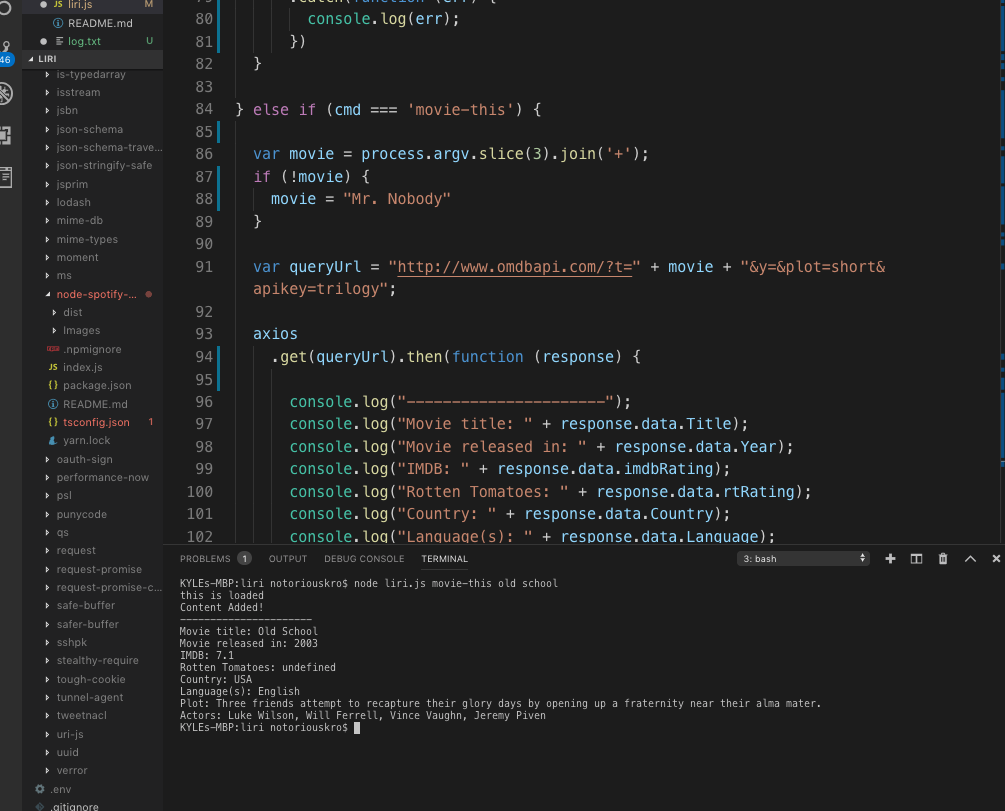 JS liri.js M
README.md
log.txt U
46
LIRI
is-typedarray
isstream
jsbn
json-schema
json-schema-trave...
json-stringify-safe
jsprim
lodash
mime-db
mime-types
moment
ms
node-spotify-...
dist
Images
.npmignore
JS index.js
{} package.json
README.md
{} tsconfig.json 1
yarn.lock
oauth-sign
performance-now
psl
punycode
qs
request
request-promise
request-promise-c...
safe-buffer
safer-buffer
sshpk
stealthy-require
tough-cookie
tunnel-agent
tweetnacl
uri-js
uuid
verror
.env
.gitignore
79 .catch(function (err) {
80 console.log(err);
81 })
82 }
83
84 } else if (cmd === 'movie-this') {
85
86 var movie = process.argv.slice(3).join('+');
87 if (!movie) {
88 movie = "Mr. Nobody"
89 }
90
91 var queryUrl = "http://www.omdbapi.com/?t=" + movie + "&y=&plot=short&
apikey=trilogy";
92
93 axios
94 .get(queryUrl).then(function (response) {
95
96 console.log("----------------------");
97 console.log("Movie title: " + response.data.Title);
98 console.log("Movie released in: " + response.data.Year);
99 console.log("IMDB: " + response.data.imdbRating);
100 console.log("Rotten Tomatoes: " + response.data.rtRating);
101 console.log("Country: " + response.data.Country);
102 console.log("Language(s): " + response.data.Language);
PROBLEMS 1 OUTPUT DEBUG CONSOLE TERMINAL 3: bash
KYLEs-MBP:liri notoriouskro$ node liri.js movie-this old school
this is loaded
Content Added!
----------------------
Movie title: Old School
Movie released in: 2003
IMDB: 7.1
Rotten Tomatoes: undefined
Country: USA
Language(s): English
Plot: Three friends attempt to recapture their glory days by opening up a fraternity near their alma mater.
Actors: Luke Wilson, Will Ferrell, Vince Vaughn, Jeremy Piven
KYLEs-MBP:liri notoriouskro$